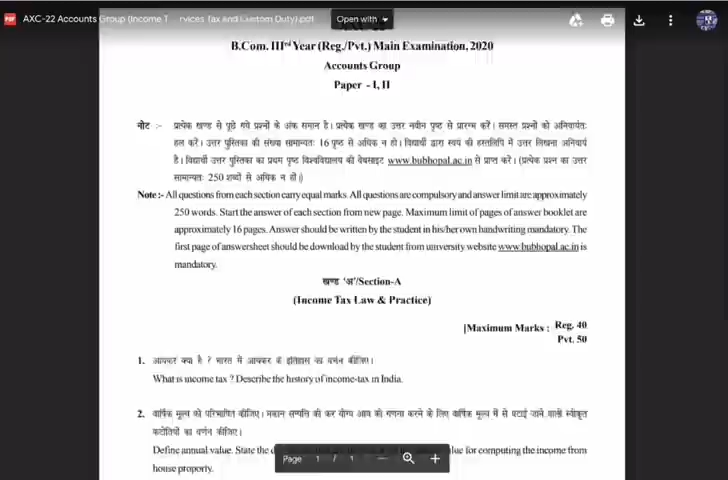 AXC-22 Accounts Group (Income T... rvices Tax and Custom Duty).pdf
Open with
B.Com. IIIrd Year (Reg./Pvt.) Main Examination, 2020
Accounts Group
Paper - I, II
नोट :- प्रत्येक खण्ड से पूछे गये प्रश्नों के अंक समान है। प्रत्येक खण्ड का उत्तर नवीन पृष्ठ से प्रारम्भ करें। समस्त प्रश्नों को अनिवार्यतः
हल करें। उत्तर पुस्तिका की संख्या सामान्यतः 16 पृष्ठ से अधिक न हो। विद्यार्थी द्वारा स्वयं की हस्तलिपि में उत्तर लिखना अनिवार्य
है। विद्यार्थी उत्तर पुस्तिका का प्रथम पृष्ठ विश्वविद्यालय की वेबसाइट www.bubhopal.ac.in से प्राप्त करें। (प्रत्येक प्रश्न का उत्तर
सामान्यतः 250 शब्दों से अधिक न हों।)
Note :- All questions from each section carry equal marks. All questions are compulsory and answer limit are approximately
250 words. Start the answer of each section from new page. Maximum limit of pages of answer booklet are
approximately 16 pages. Answer should be written by the student in his/her own handwriting mandatory. The
first page of answersheet should be download by the student from university website www.bubhopal.ac.in is
mandatory.
खण्ड 'अ'/Section-A
(Income Tax Law & Practice)
[Maximum Marks : Reg. 40
Pvt. 50
1. आयकर क्या है ? भारत में आयकर के इतिहास का वर्णन कीजिए।
What is income tax ? Describe the history of income-tax in India.
2. वार्षिक मूल्य को परिभाषित कीजिए। मकान सम्पत्ति की कर योग्य आय की गणना करने के लिए वार्षिक मूल्य में से घटाई जाने वाली स्वीकृत
कटौतियों का वर्णन कीजिए।
Define annual value. State the d lue for computing the income from
house property.
Page 1 / 1